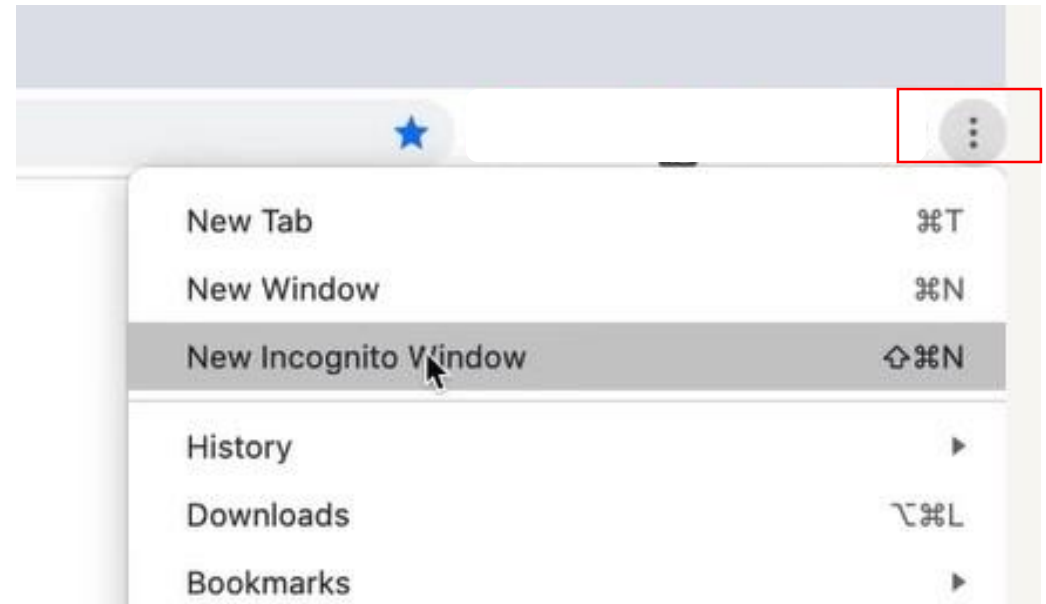 New Tab ⌘T
New Window ⌘N
New Incognito Window ⇧⌘N
History
Downloads ⌥⌘L
Bookmarks